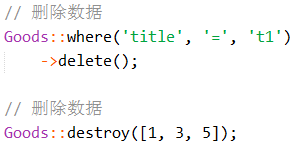 // 删除数据
Goods::where('title', '=', 't1')
    ->delete();

// 删除数据
Goods::destroy([1, 3, 5]);